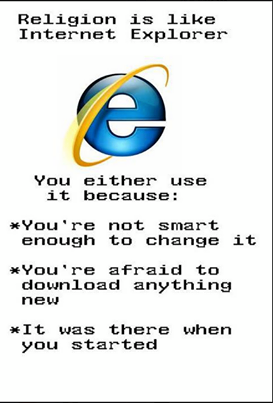 Religion is like
Internet Explorer
You either use
it because:
*You're not smart
enough to change it
*You're afraid to
download anything
new
*It was there when
you started